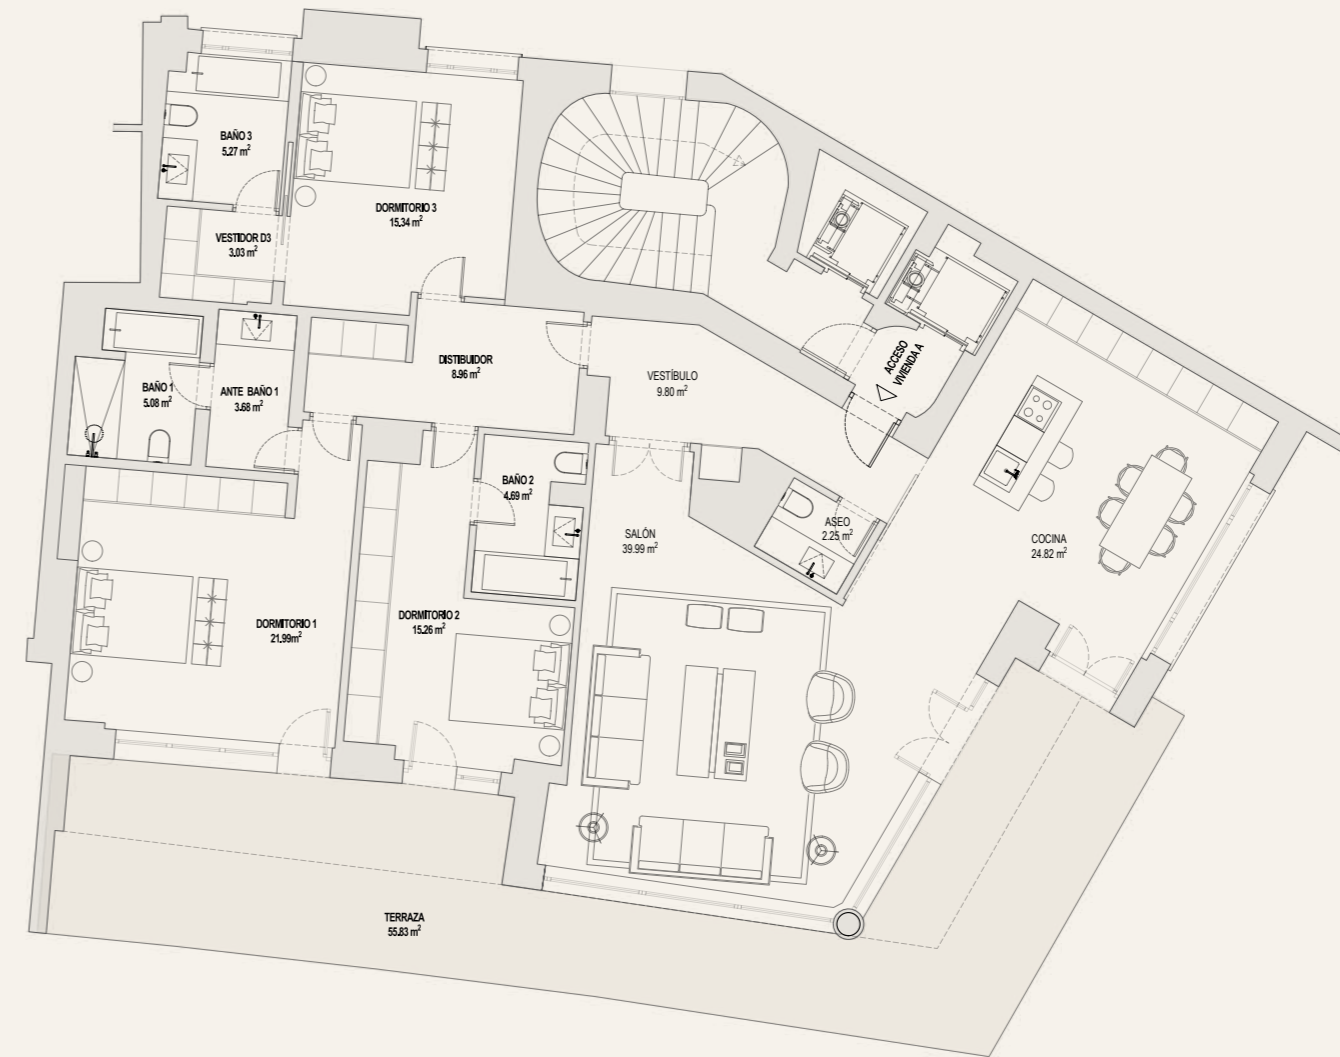 BAÑO 3
5.27 m²
DORMITORIO 3
15.34 m²
VESTIDOR D3
3.03 m²
DISTIBUIDOR
8.96 m²
VESTÍBULO
9.80 m²
ACCESO
VIVIENDA A
BAÑO 1
5.08 m²
ANTE BAÑO 1
3.68 m²
BAÑO 2
4.69 m²
SALÓN
39.99 m²
ASEO
2.25 m²
COCINA
24.82 m²
DORMITORIO 1
21.99m²
DORMITORIO 2
15.26 m²
TERRAZA
55.83 m²